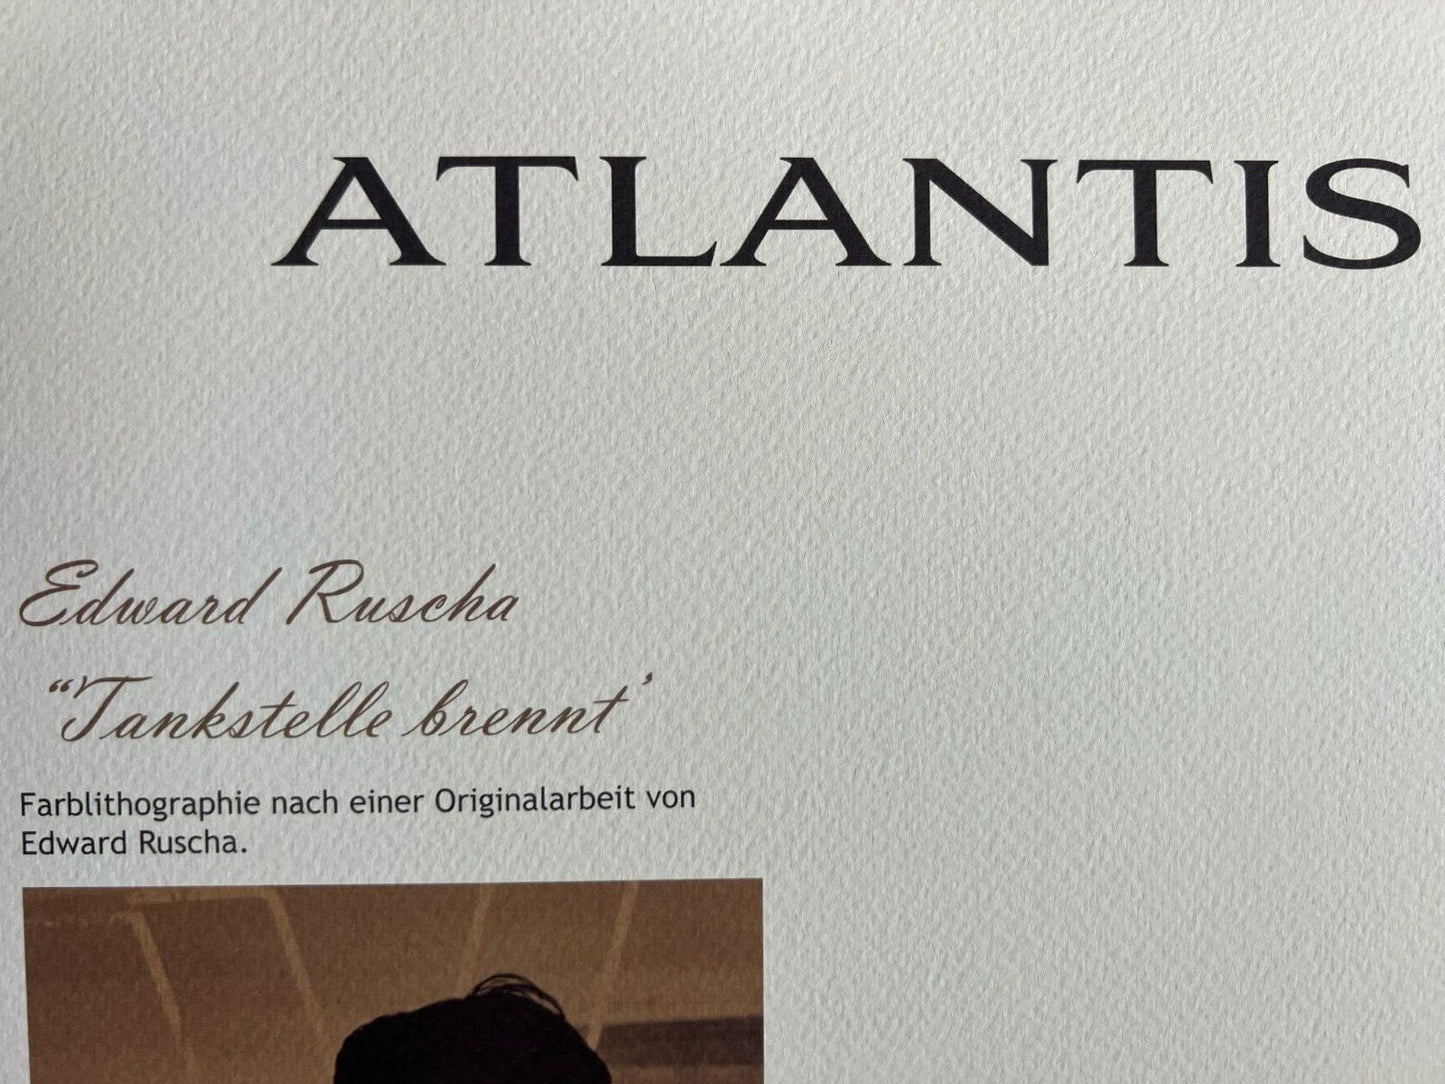 ATLANTIS
Edward Ruscha
“Tankstelle brennt’
Farblithographie nach einer Originalarbeit von
Edward Ruscha.